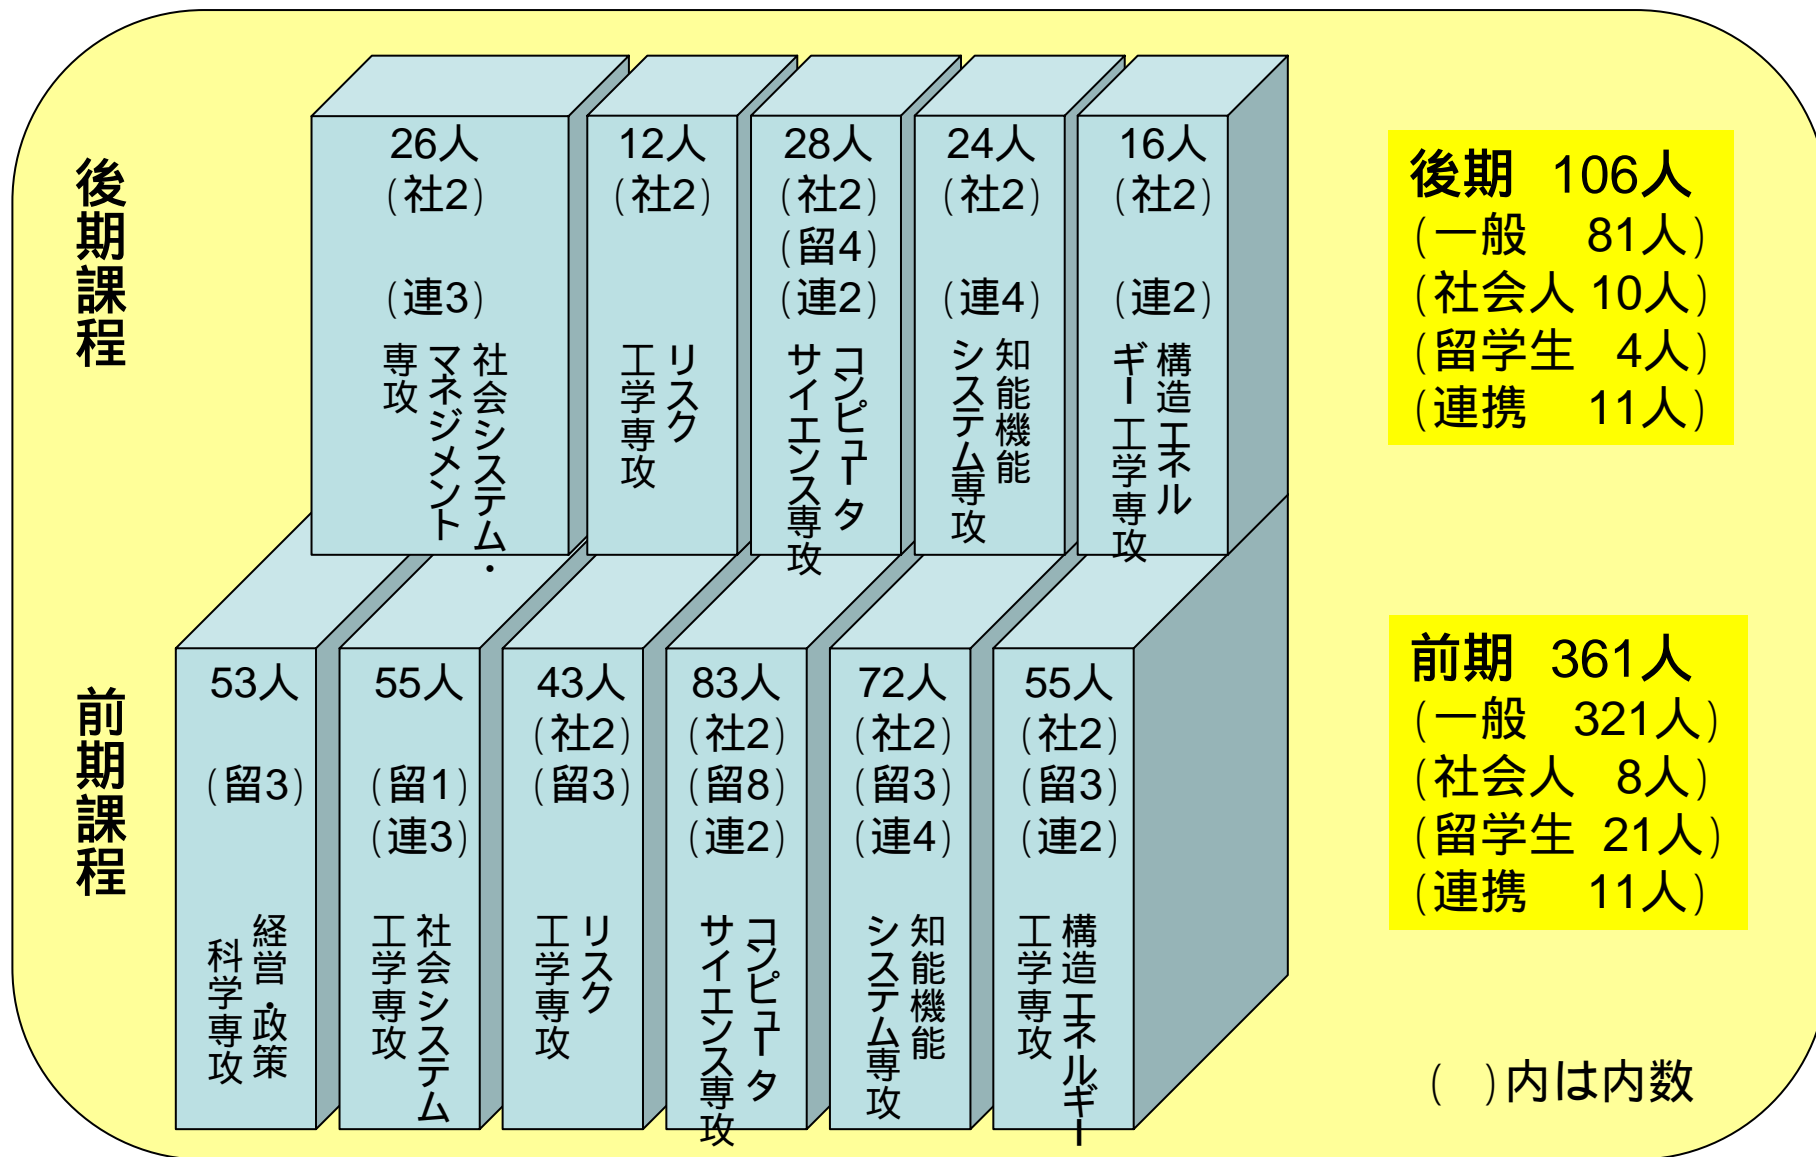 後期課程
26人
(社2)
(連3)
社会システム・
マネジメント
専攻
12人
(社2)
リスク
工学専攻
28人
(社2)
(留4)
(連2)
コンピュータ
サイエンス専攻
24人
(社2)
(連4)
知能機能
システム専攻
16人
(社2)
(連2)
構造エネル
ギー工学専攻
後期 106人
(一般 81人)
(社会人 10人)
(留学生 4人)
(連携 11人)
前期課程
53人
(留3)
経営・政策
科学専攻
55人
(留1)
(連3)
社会システム
工学専攻
43人
(社2)
(留3)
リスク
工学専攻
83人
(社2)
(留8)
(連2)
コンピュータ
サイエンス専攻
72人
(社2)
(留3)
(連4)
知能機能
システム専攻
55人
(社2)
(留3)
(連2)
構造エネルギー
工学専攻
前期 361人
(一般 321人)
(社会人 8人)
(留学生 21人)
(連携 11人)
( )内は内数